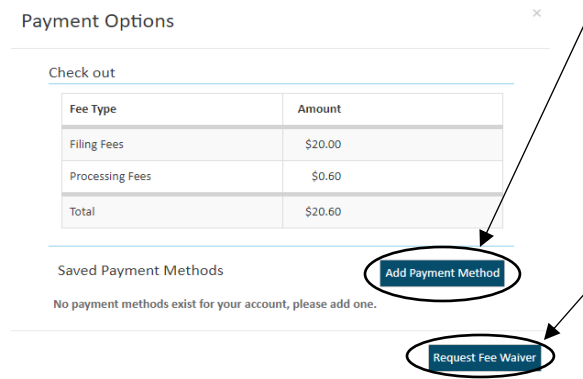 Payment Options
×
Check out
Fee Type Amount
Filing Fees $20.00
Processing Fees $0.60
Total $20.60
Saved Payment Methods Add Payment Method
No payment methods exist for your account, please add one.
Request Fee Waiver